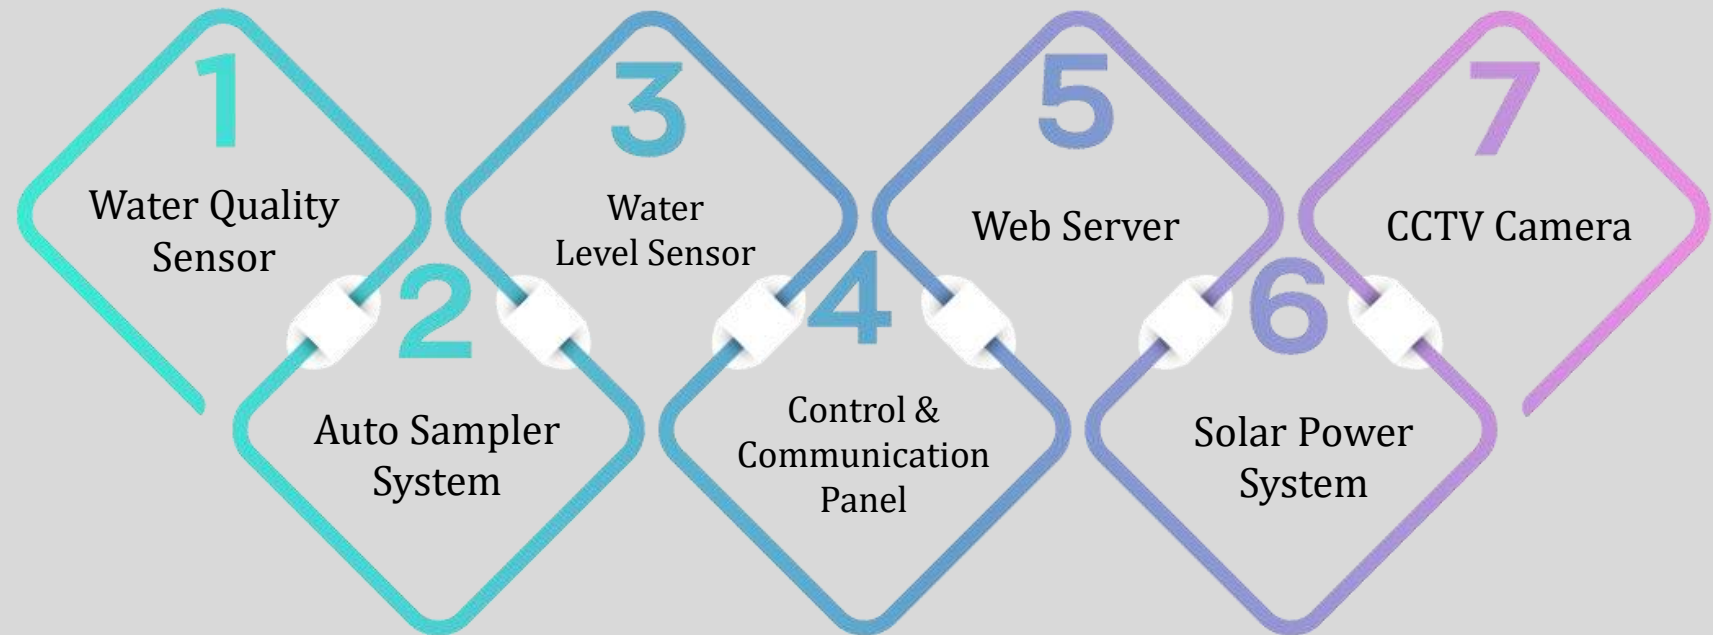 1
Water Quality
Sensor
2
Auto Sampler
System
3
Water
Level Sensor
4
Control &
Communication
Panel
5
Web Server
6
Solar Power
System
7
CCTV Camera